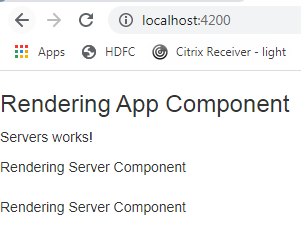 localhost:4200
Apps HDFC Citrix Receiver - light
Rendering App Component
Servers works!
Rendering Server Component
Rendering Server Component